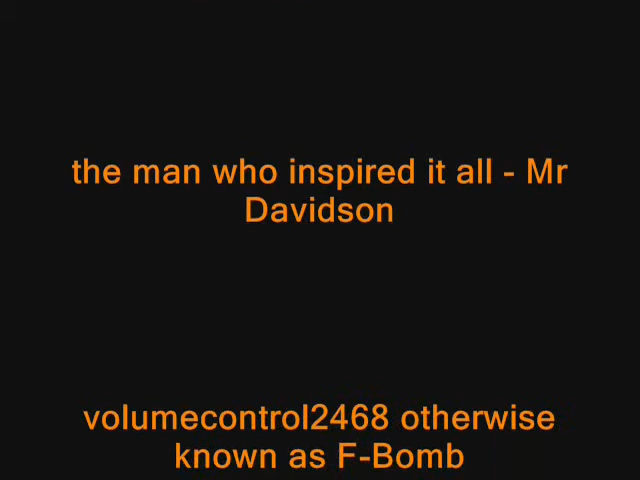 the man who inspired it all - Mr
Davidson
volumecontrol2468 otherwise
known as F-Bomb